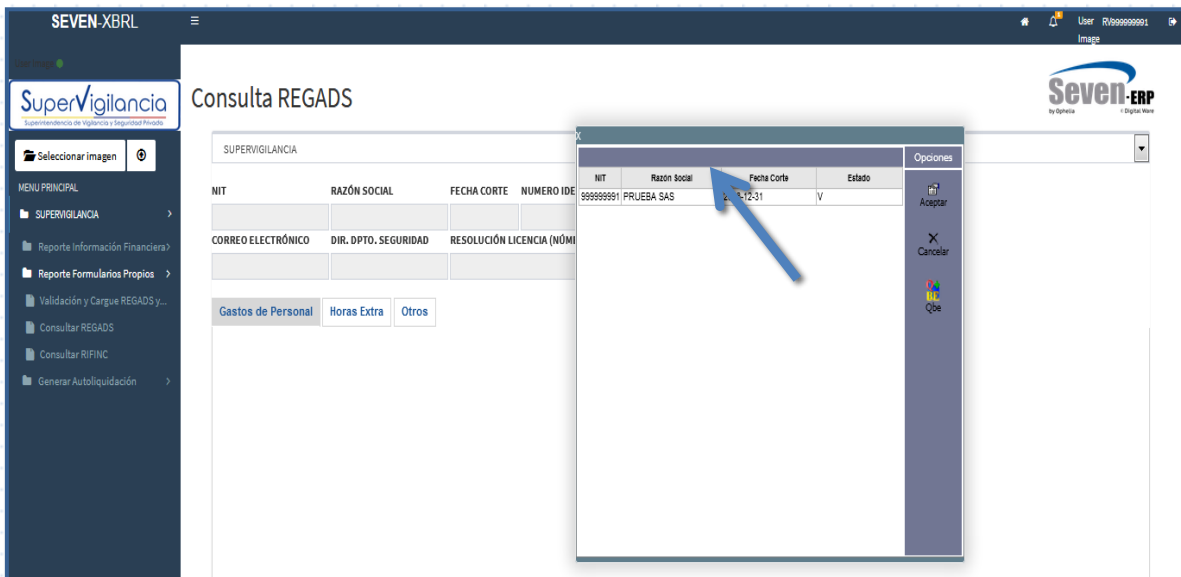 SEVEN-XBRL
User Image
RV999999991
SuperVigilancia
Superintendencia de Vigilancia y Seguridad Privada
Consulta REGADS
Seven-ERP
by Ophelia
Digital Ware
Seleccionar imagen
MENU PRINCIPAL
SUPERVIGILANCIA
Reporte Información Financiera
Reporte Formularios Propios
Validación y Cargue REGADS y...
Consultar REGADS
Consultar RIFINC
Generar Autoliquidación
SUPERVIGILANCIA
NIT RAZÓN SOCIAL FECHA CORTE NUMERO IDE
CORREO ELECTRÓNICO DIR. DPTO. SEGURIDAD RESOLUCIÓN LICENCIA (NÚM
Gastos de Personal Horas Extra Otros
X
Opciones
NIT Razón Social Fecha Corte Estado
999999991 PRUEBA SAS -12-31 V
Aceptar
Cancelar
Qbe